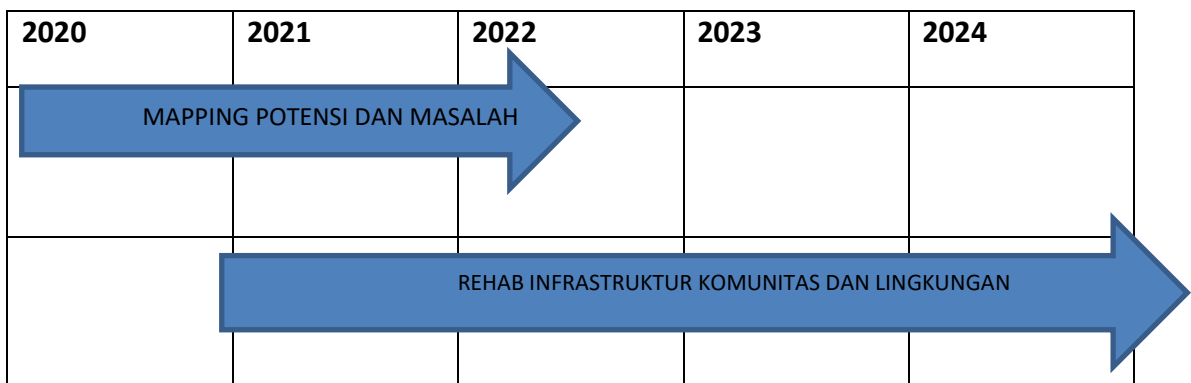 2020 2021 2022 2023 2024
MAPPING POTENSI DAN MASALAH
REHAB INFRASTRUKTUR KOMUNITAS DAN LINGKUNGAN